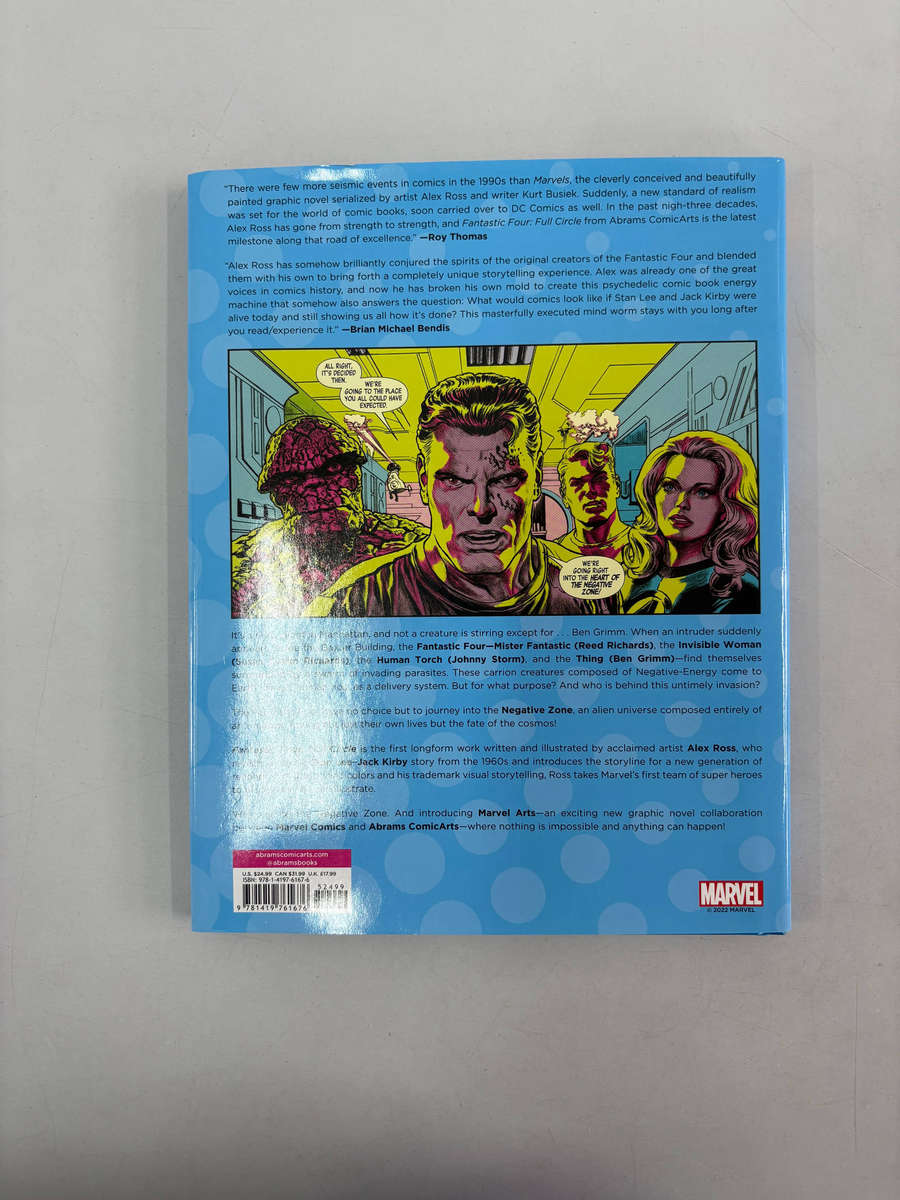 “There were few more seismic events in comics in the 1990s than Marvels, the cleverly conceived and beautifully
painted graphic novel serialized by artist Alex Ross and writer Kurt Busiek. Suddenly, a new standard of realism
was set for the world of comic books, soon carried over to DC Comics as well. In the past nigh-three decades,
Alex Ross has gone from strength to strength, and Fantastic Four: Full Circle from Abrams ComicArts is the latest
milestone along that road of excellence.” —Roy Thomas
“Alex Ross has somehow brilliantly conjured the spirits of the original creators of the Fantastic Four and blended
them with his own to bring forth a completely unique storytelling experience. Alex was already one of the great
voices in comics history, and now he has broken his own mold to create this psychedelic comic book energy
machine that somehow also answers the question: What would comics look like if Stan Lee and Jack Kirby were
alive today and still showing us all how it’s done? This masterfully executed mind worm stays with you long after
you read/experience it.” —Brian Michael Bendis
ALL RIGHT,
IT'S DECIDED
THEN.
WE'RE
GOING TO THE PLACE
YOU ALL COULD HAVE
EXPECTED.
WE'RE
GOING RIGHT
INTO THE HEART OF
THE NEGATIVE
ZONE!
It’s Manhattan, and not a creature is stirring except for . . . Ben Grimm. When an intruder suddenly
Building, the Fantastic Four—Mister Fantastic (Reed Richards), the Invisible Woman
Richards), the Human Torch (Johnny Storm), and the Thing (Ben Grimm)—find themselves
of invading parasites. These carrion creatures composed of Negative-Energy come to
as a delivery system. But for what purpose? And who is behind this untimely invasion?
no choice but to journey into the Negative Zone, an alien universe composed entirely of
their own lives but the fate of the cosmos!
Circle is the first longform work written and illustrated by acclaimed artist Alex Ross, who
Lee–Jack Kirby story from the 1960s and introduces the storyline for a new generation of
colors and his trademark visual storytelling, Ross takes Marvel’s first team of super heroes
Negative Zone. And introducing Marvel Arts—an exciting new graphic novel collaboration
between Marvel Comics and Abrams ComicArts—where nothing is impossible and anything can happen!
abramscomicarts.com
@abramsbooks
U.S. $24.99 CAN $31.99 U.K. £17.99
ISBN: 978-1-4197-6167-6
52499
9 781419 761676
MARVEL
© 2022 MARVEL